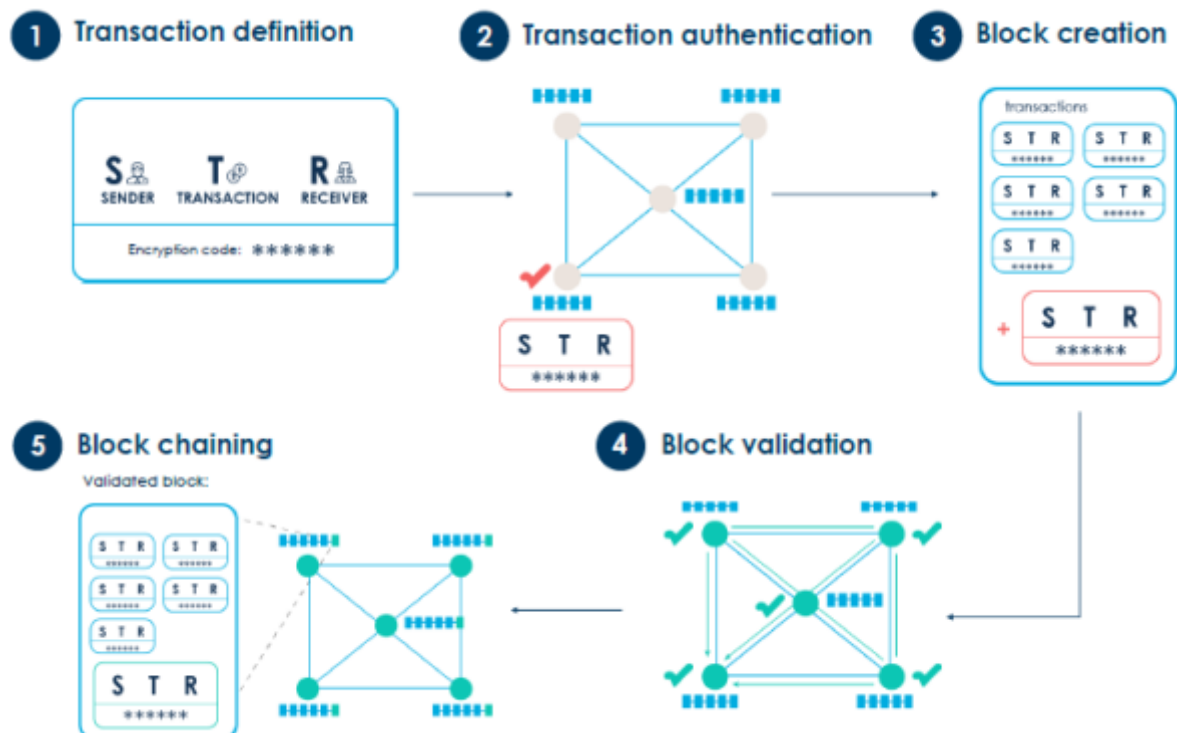 1 Transaction definition
S T R
SENDER TRANSACTION RECEIVER
Encryption code: ******
2 Transaction authentication
S T R
******
3 Block creation
transactions
S T R S T R
****** ******
S T R S T R
****** ******
S T R
******
+ S T R
******
5 Block chaining
Validated block:
S T R S T R
****** ******
S T R S T R
****** ******
S T R
******
S T R
******
4 Block validation